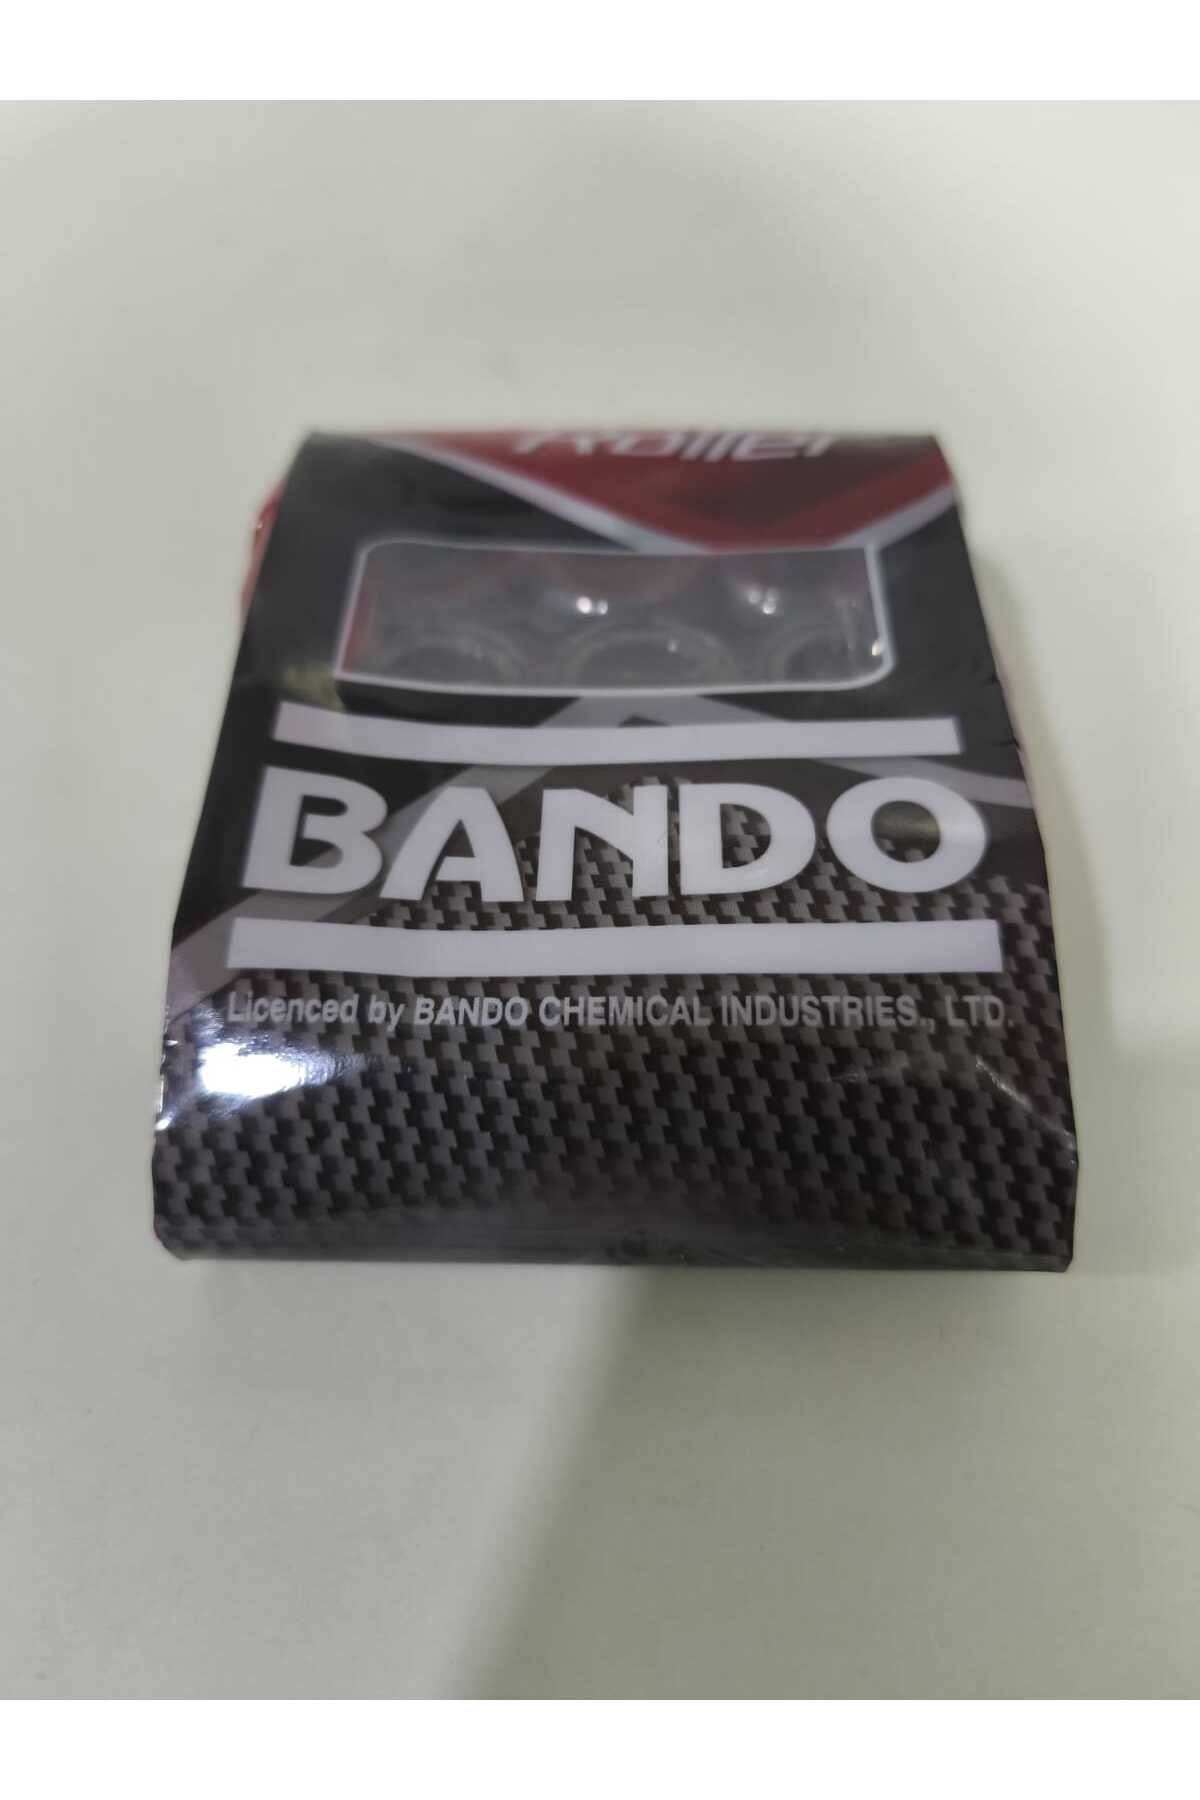 Roller
BANDO
Licenced by BANDO CHEMICAL INDUSTRIES., LTD.